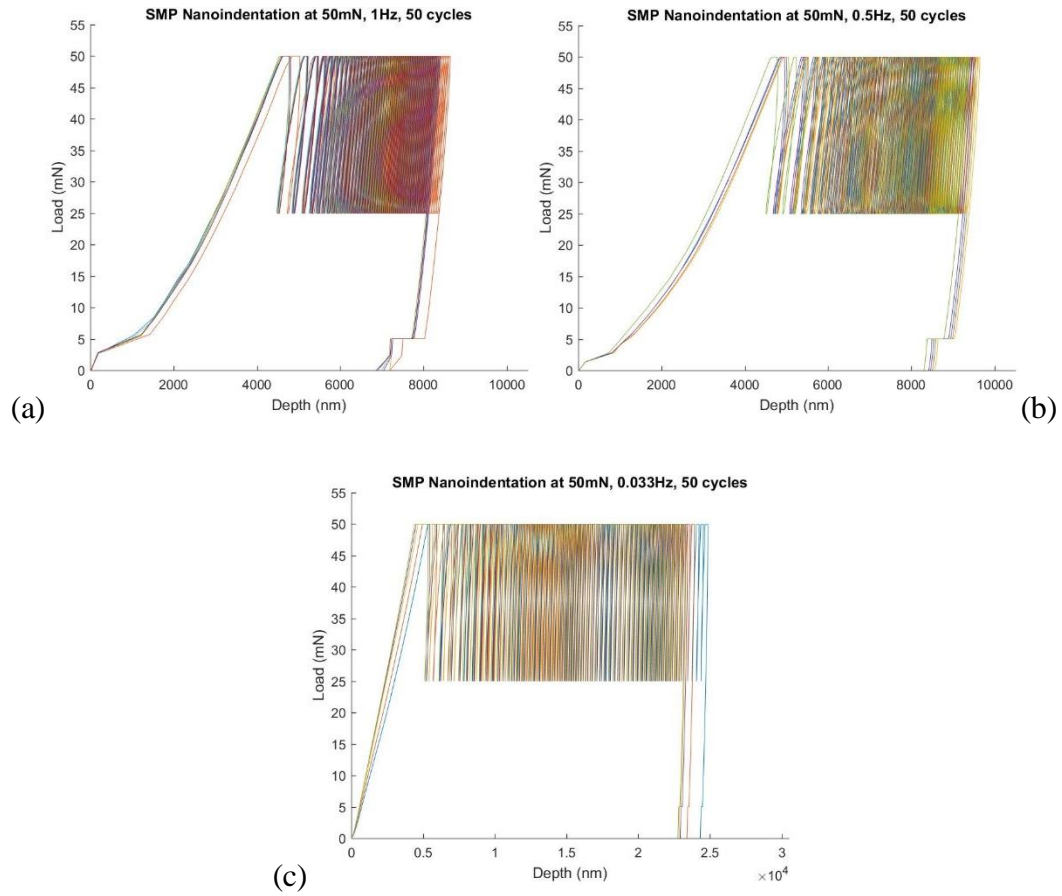 SMP Nanoindentation at 50mN, 1Hz, 50 cycles
55
50
45
40
35
30
25
20
15
10
5
0
Load (mN)
0 2000 4000 6000 8000 10000
Depth (nm)
(a)
SMP Nanoindentation at 50mN, 0.5Hz, 50 cycles
55
50
45
40
35
30
25
20
15
10
5
0
Load (mN)
0 2000 4000 6000 8000 10000
Depth (nm)
(b)
SMP Nanoindentation at 50mN, 0.033Hz, 50 cycles
55
50
45
40
35
30
25
20
15
10
5
0
Load (mN)
0 0.5 1 1.5 2 2.5 3
Depth (nm)
×10⁴
(c)